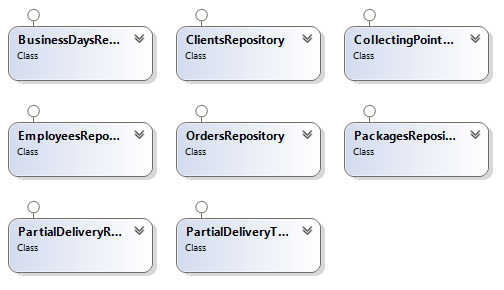 BusinessDaysRe...
Class
ClientsRepository
Class
CollectingPoint...
Class
EmployeesRepo...
Class
OrdersRepository
Class
PackagesReposi...
Class
PartialDeliveryR...
Class
PartialDeliveryT...
Class